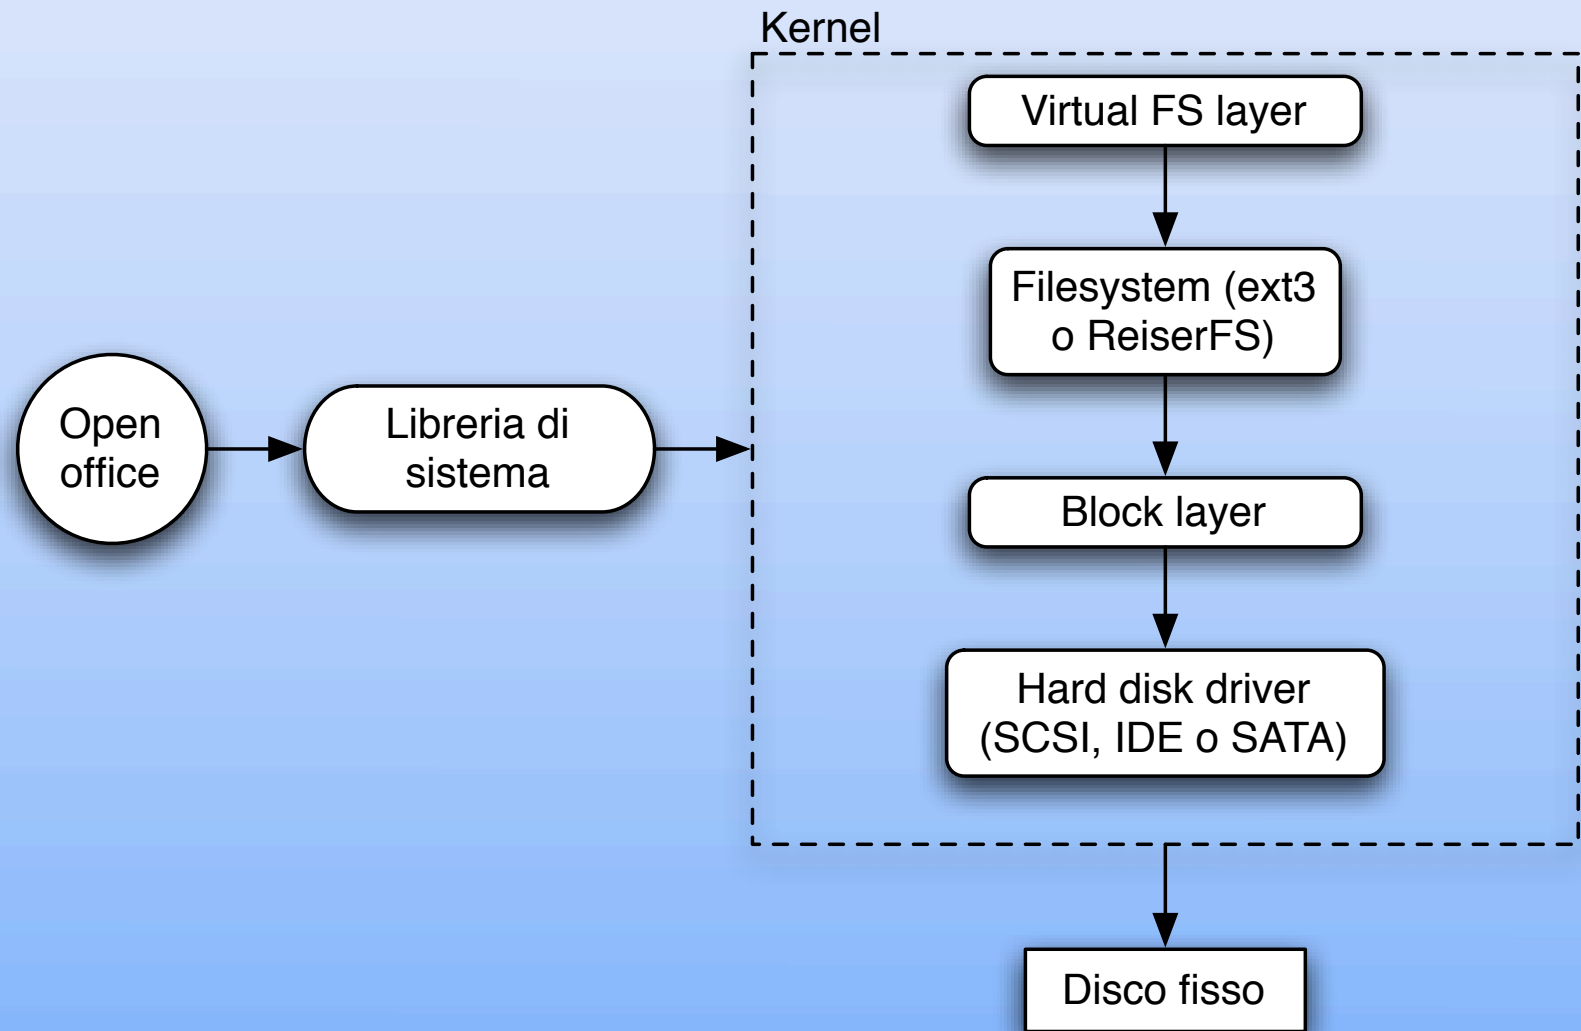 Kernel
Virtual FS layer
Filesystem (ext3
o ReiserFS)
Open
office
Libreria di
sistema
Block layer
Hard disk driver
(SCSI, IDE o SATA)
Disco fisso